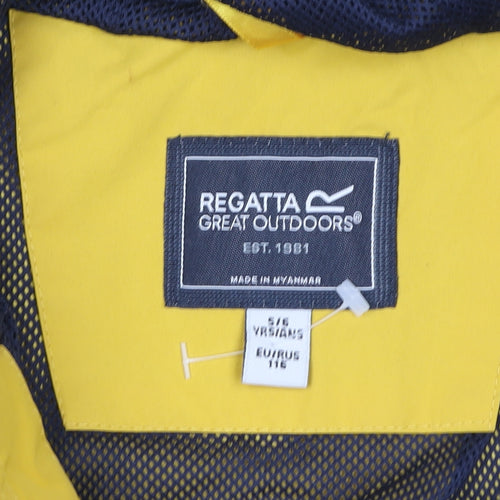 REGATTA
GREAT OUTDOORS®
EST. 1981
MADE IN MYANMAR
5/6
YRS/ANS
EU/RUS
116